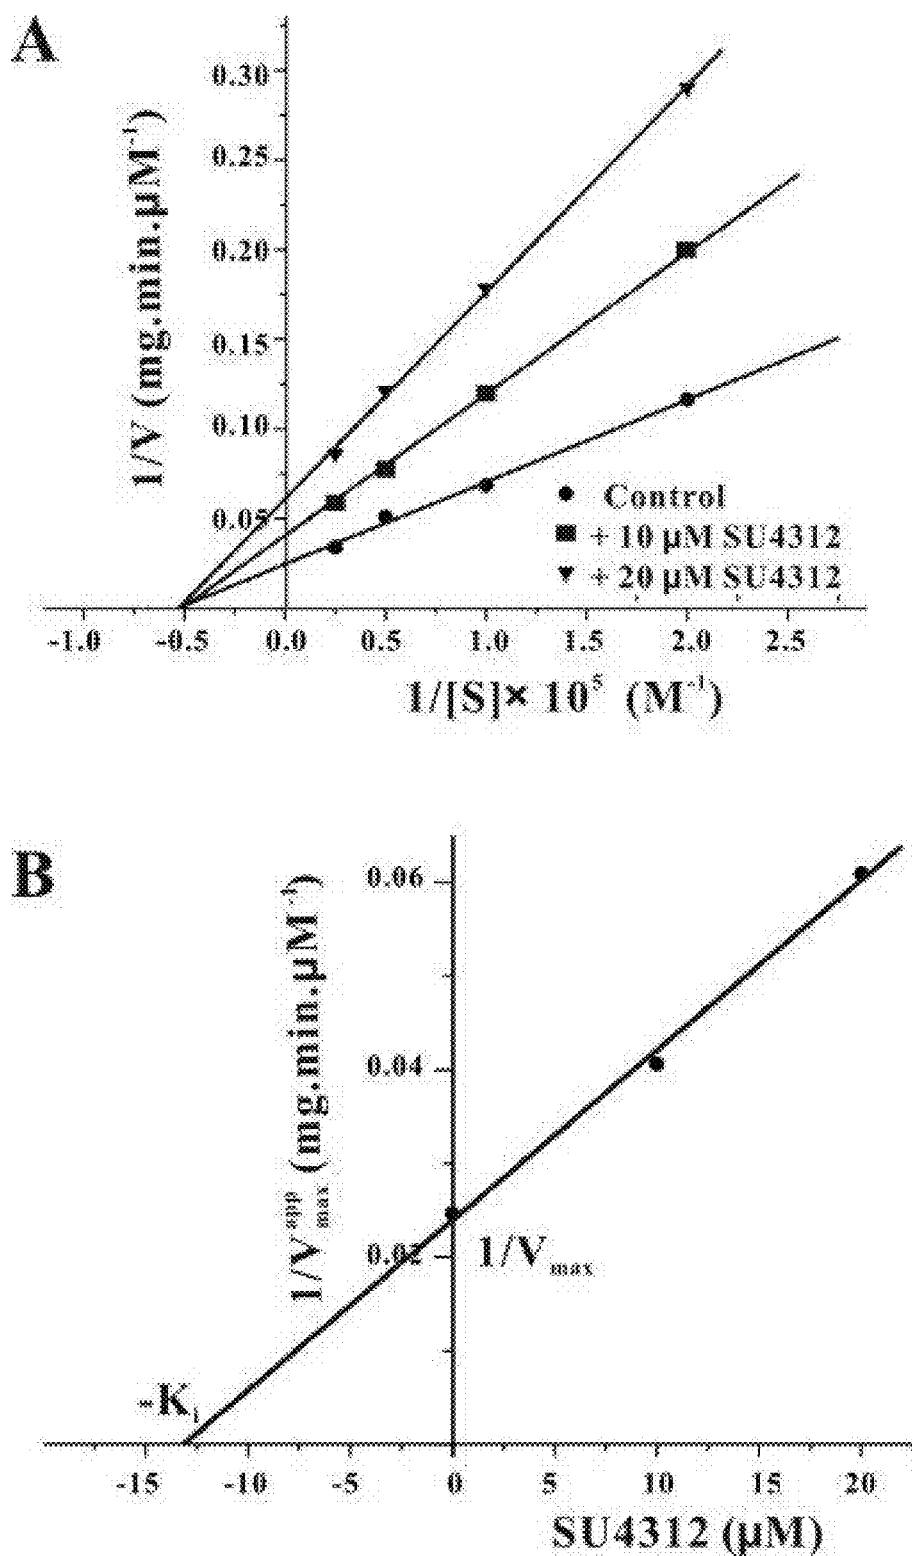 A
1/V (mg.min.µM⁻¹)
0.30
0.25
0.20
0.15
0.10
0.05
Control
+ 10 µM SU4312
+ 20 µM SU4312
-1.0 -0.5 0.0 0.5 1.0 1.5 2.0 2.5
1/[S]× 10⁵ (M⁻¹)
B
1/V app max (mg.min.µM⁻¹)
0.06
0.04
0.02
1/Vmax
-Ki
-15 -10 -5 0 5 10 15 20
SU4312 (µM)